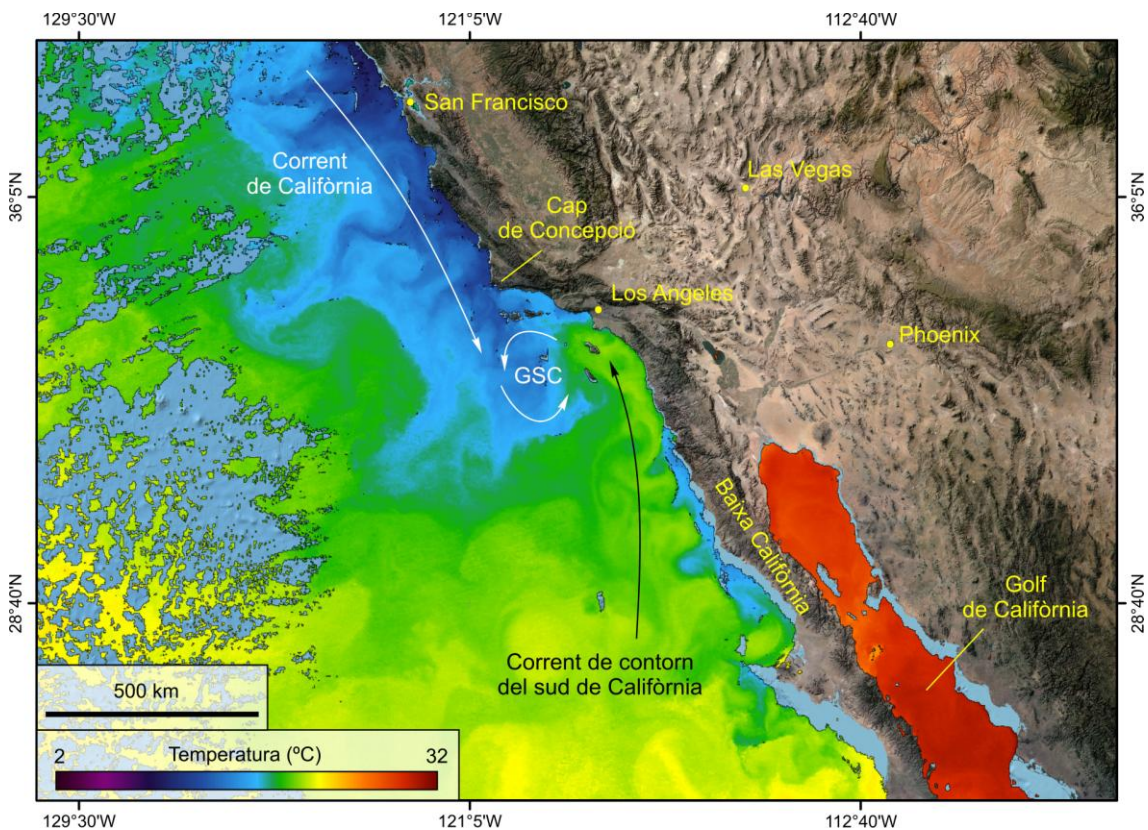 129°30'W
121°5'W
112°40'W
San Francisco
Corrent
de Califòrnia
Las Vegas
36°5'N
36°5'N
Cap
de Concepció
Los Angeles
Phoenix
GSC
Baixa Califòrnia
Golf
de Califòrnia
28°40'N
28°40'N
Corrent de contorn
del sud de Califòrnia
500 km
2
Temperatura (ºC)
32
129°30'W
121°5'W
112°40'W